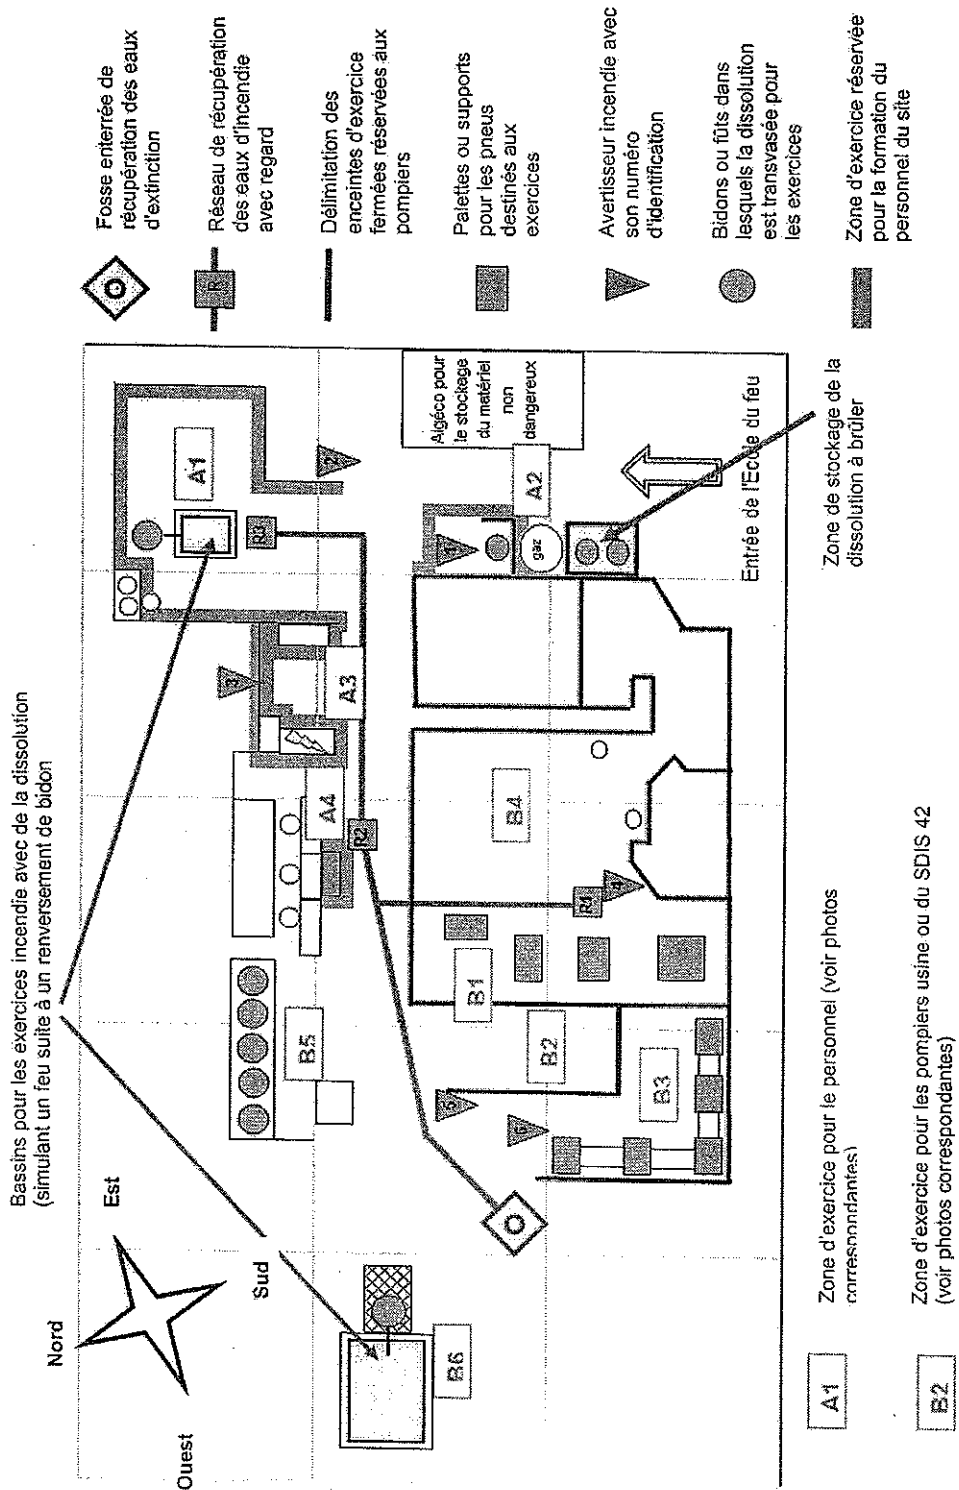 Bassins pour les exercices incendie avec de la dissolution
(simulant un feu suite à un renversement de bidon)
Nord
Est
Ouest
Sud
A1
R3
2
3
A3
A4
R2
B5
B6
Algéco pour
le stockage
du matériel
non
dangereux
A2
1
gaz
B4
B1
R1
4
B2
B3
5
6
Entrée de l'Ecole du feu
Zone de stockage de la
dissolution à brûler
Fosse enterrée de
récupération des eaux
d'extinction
R
Réseau de récupération
des eaux d'incendie
avec regard
Délimitation des
enceintes d'exercice
fermées réservées aux
pompiers
Palettes ou supports
pour les pneus
destinés aux
exercices
Avertisseur incendie avec
son numéro
d'identification
Bidons ou fûts dans
lesquels la dissolution
est transvasée pour
les exercices
Zone d'exercice réservée
pour la formation du
personnel du site
A1
Zone d'exercice pour le personnel (voir photos
correspondantes)
B2
Zone d'exercice pour les pompiers usine ou du SDIS 42
(voir photos correspondantes)